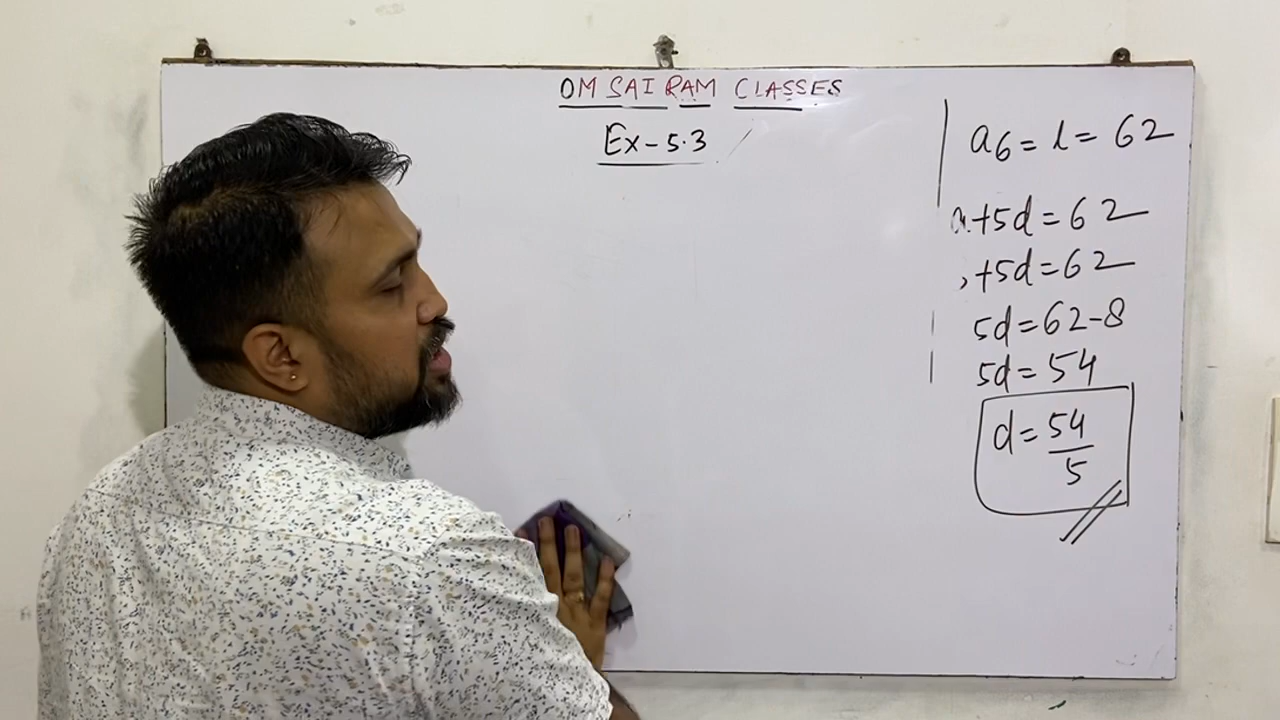 OM SAI RAM CLASSES
Ex-5.3
a6 = l = 62
a+5d=62
+5d=62
5d=62-8
5d=54
d=54/5